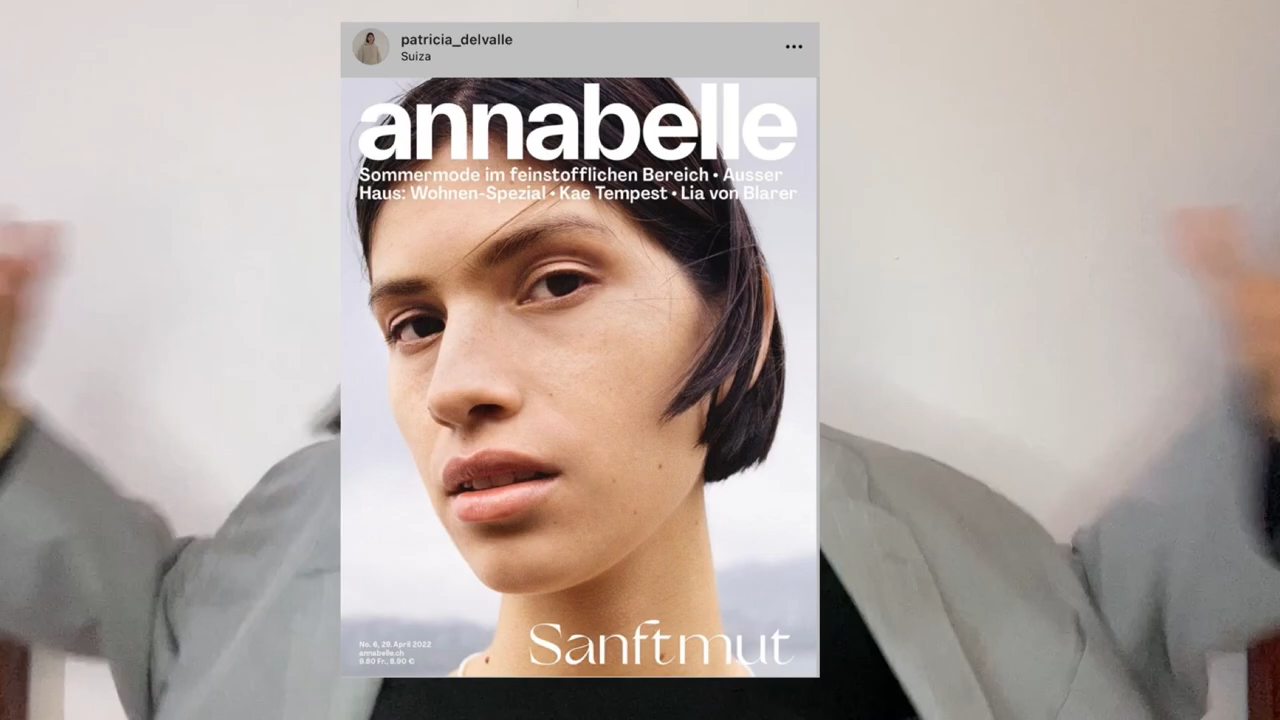 patricia_delvalle
Suiza
annabelle
Sommermode im feinstofflichen Bereich • Ausser
Haus: Wohnen-Spezial • Kae Tempest • Lia von Blarer
No. 6, 29. April 2022
annabelle.ch
9.80 Fr., 8.90 €
Sanftmut